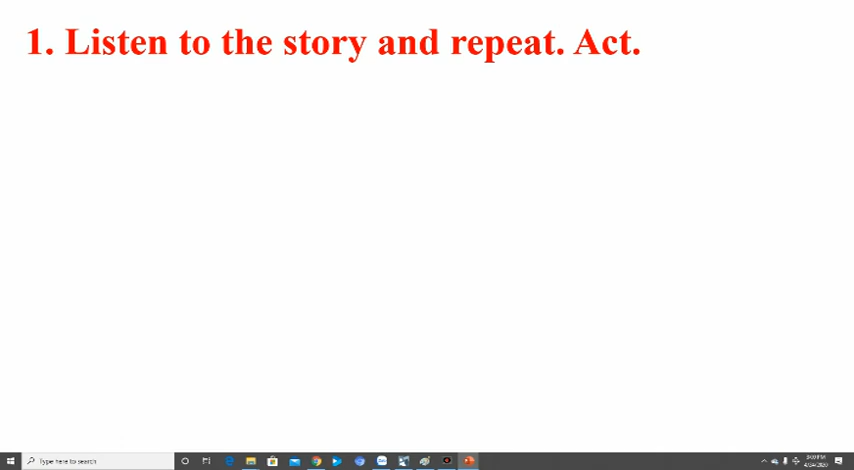 1. Listen to the story and repeat. Act.
Type here to search